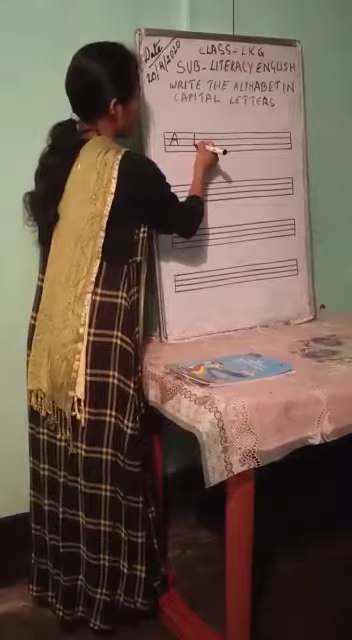 Date
20/4/2020
CLASS - LKG
SUB - LITERACY ENGLISH
WRITE THE ALPHABET IN
CAPITAL LETTERS
A